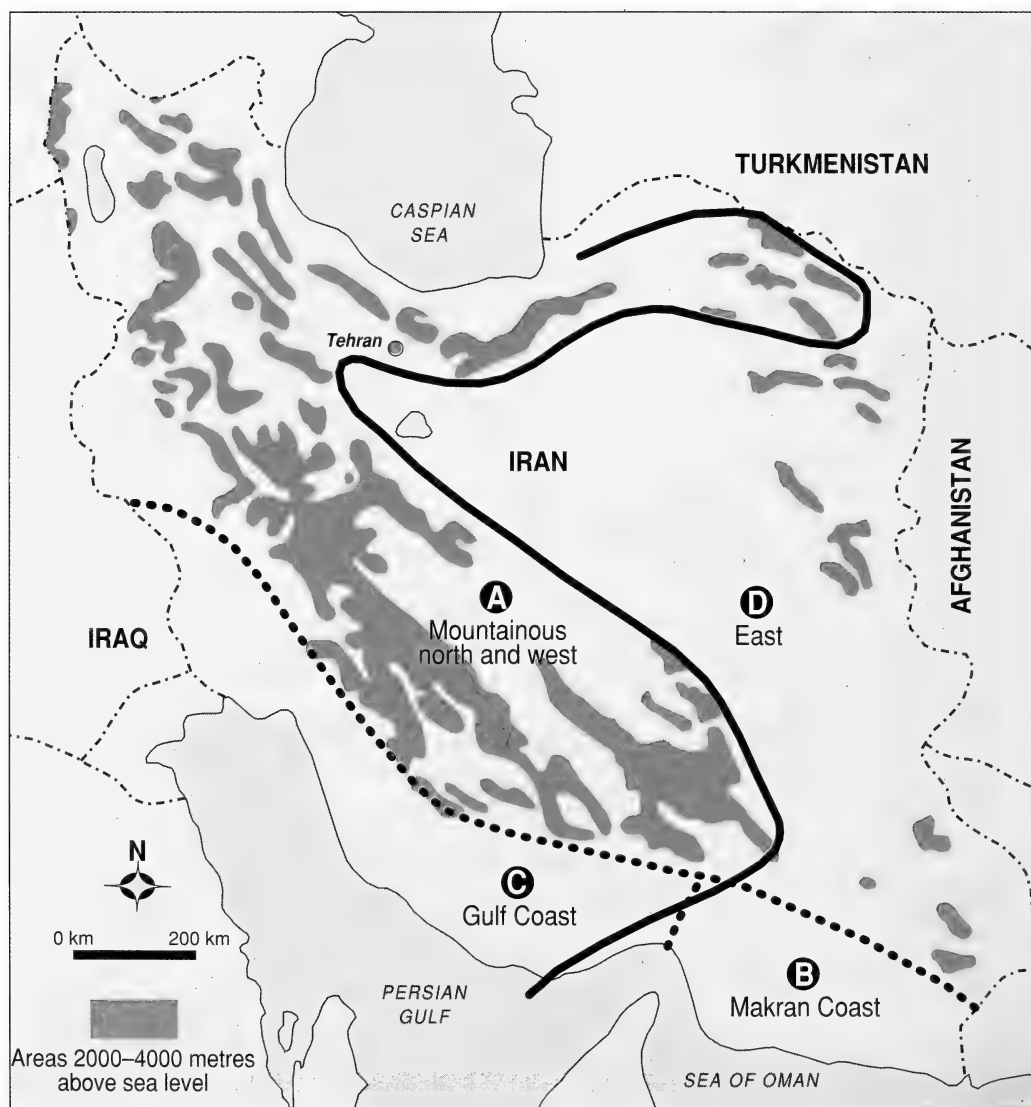 TURKMENISTAN
CASPIAN
SEA
Tehran
IRAN
AFGHANISTAN
A
Mountainous
north and west
D
East
IRAQ
N
0 km 200 km
C
Gulf Coast
B
Makran Coast
PERSIAN
GULF
Areas 2000–4000 metres
above sea level
SEA OF OMAN